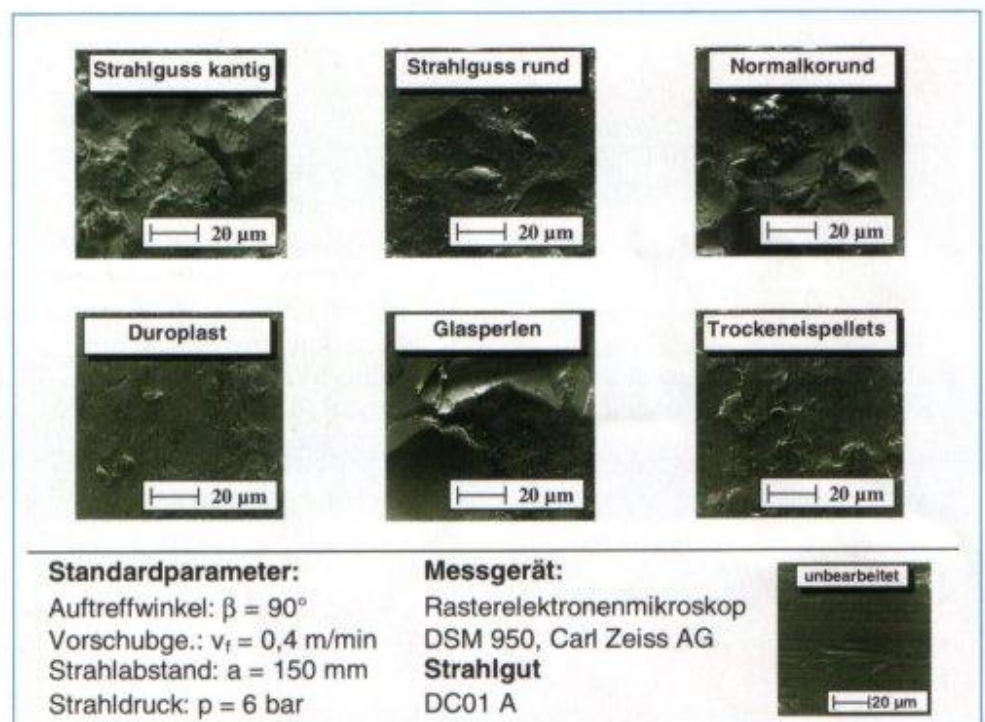 Strahlguss kantig
20 µm
Strahlguss rund
20 µm
Normalkorund
20 µm
Duroplast
20 µm
Glasperlen
20 µm
Trockeneispellets
20 µm
Standardparameter:
Auftreffwinkel: β = 90°
Vorschubge.: vf = 0,4 m/min
Strahlabstand: a = 150 mm
Strahldruck: p = 6 bar
Messgerät:
Rasterelektronenmikroskop
DSM 950, Carl Zeiss AG
Strahlgut
DC01 A
unbearbeitet
20 µm